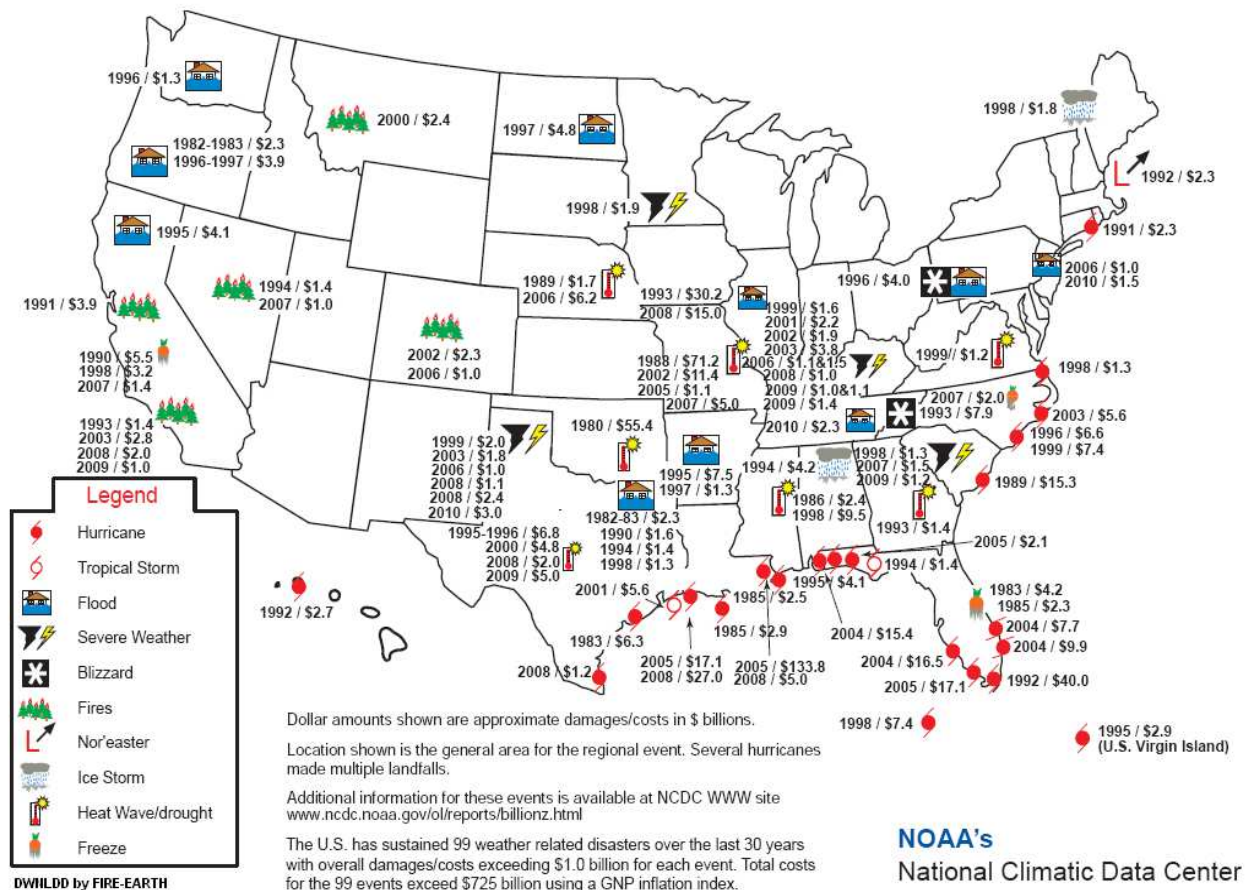 1996 / $1.3
2000 / $2.4
1997 / $4.8
1998 / $1.8
1982-1983 / $2.3
1996-1997 / $3.9
1992 / $2.3
1998 / $1.9
1995 / $4.1
1991 / $2.3
1994 / $1.4
2007 / $1.0
1989 / $1.7
2006 / $6.2
1996 / $4.0
2006 / $1.0
2010 / $1.5
1991 / $3.9
1993 / $30.2
2008 / $15.0
1999 / $1.6
2001 / $2.2
2002 / $1.9
2003 / $3.8
2006 / $1.1&1.5
2008 / $1.0
2009 / $1.0&1.1
2009 / $1.4
2010 / $2.3
2002 / $2.3
2006 / $1.0
1990 / $5.5
1998 / $3.2
2007 / $1.4
1988 / $71.2
2002 / $11.4
2005 / $1.1
2007 / $5.0
1999// $1.2
1998 / $1.3
2007 / $2.0
1993 / $7.9
2003 / $5.6
1996 / $6.6
1999 / $7.4
1993 / $1.4
2003 / $2.8
2008 / $2.0
2009 / $1.0
1999 / $2.0
2003 / $1.8
2006 / $1.0
2008 / $1.1
2008 / $2.4
2010 / $3.0
1980 / $55.4
1995 / $7.5
1997 / $1.3
1994 / $4.2
1986 / $2.4
1998 / $9.5
1998 / $1.3
2007 / $1.5
2009 / $1.2
1989 / $15.3
1993 / $1.4
1982-83 / $2.3
1990 / $1.6
1994 / $1.4
1998 / $1.3
1995-1996 / $6.8
2000 / $4.8
2008 / $2.0
2009 / $5.0
2005 / $2.1
1994 / $1.4
1995 / $4.1
1983 / $4.2
1985 / $2.3
2001 / $5.6
1985 / $2.5
1985 / $2.9
2004 / $7.7
2004 / $9.9
1992 / $2.7
1983 / $6.3
2004 / $15.4
2004 / $16.5
2008 / $1.2
2005 / $17.1
2008 / $27.0
2005 / $133.8
2008 / $5.0
2005 / $17.1
1992 / $40.0
1998 / $7.4
1995 / $2.9
(U.S. Virgin Island)
Legend
Hurricane
Tropical Storm
Flood
Severe Weather
Blizzard
Fires
L
Nor'easter
Ice Storm
Heat Wave/drought
Freeze
DWNLDD by FIRE-EARTH
Dollar amounts shown are approximate damages/costs in $ billions.
Location shown is the general area for the regional event. Several hurricanes
made multiple landfalls.
Additional information for these events is available at NCDC WWW site
www.ncdc.noaa.gov/ol/reports/billionz.html
The U.S. has sustained 99 weather related disasters over the last 30 years
with overall damages/costs exceeding $1.0 billion for each event. Total costs
for the 99 events exceed $725 billion using a GNP inflation index.
NOAA's
National Climatic Data Center